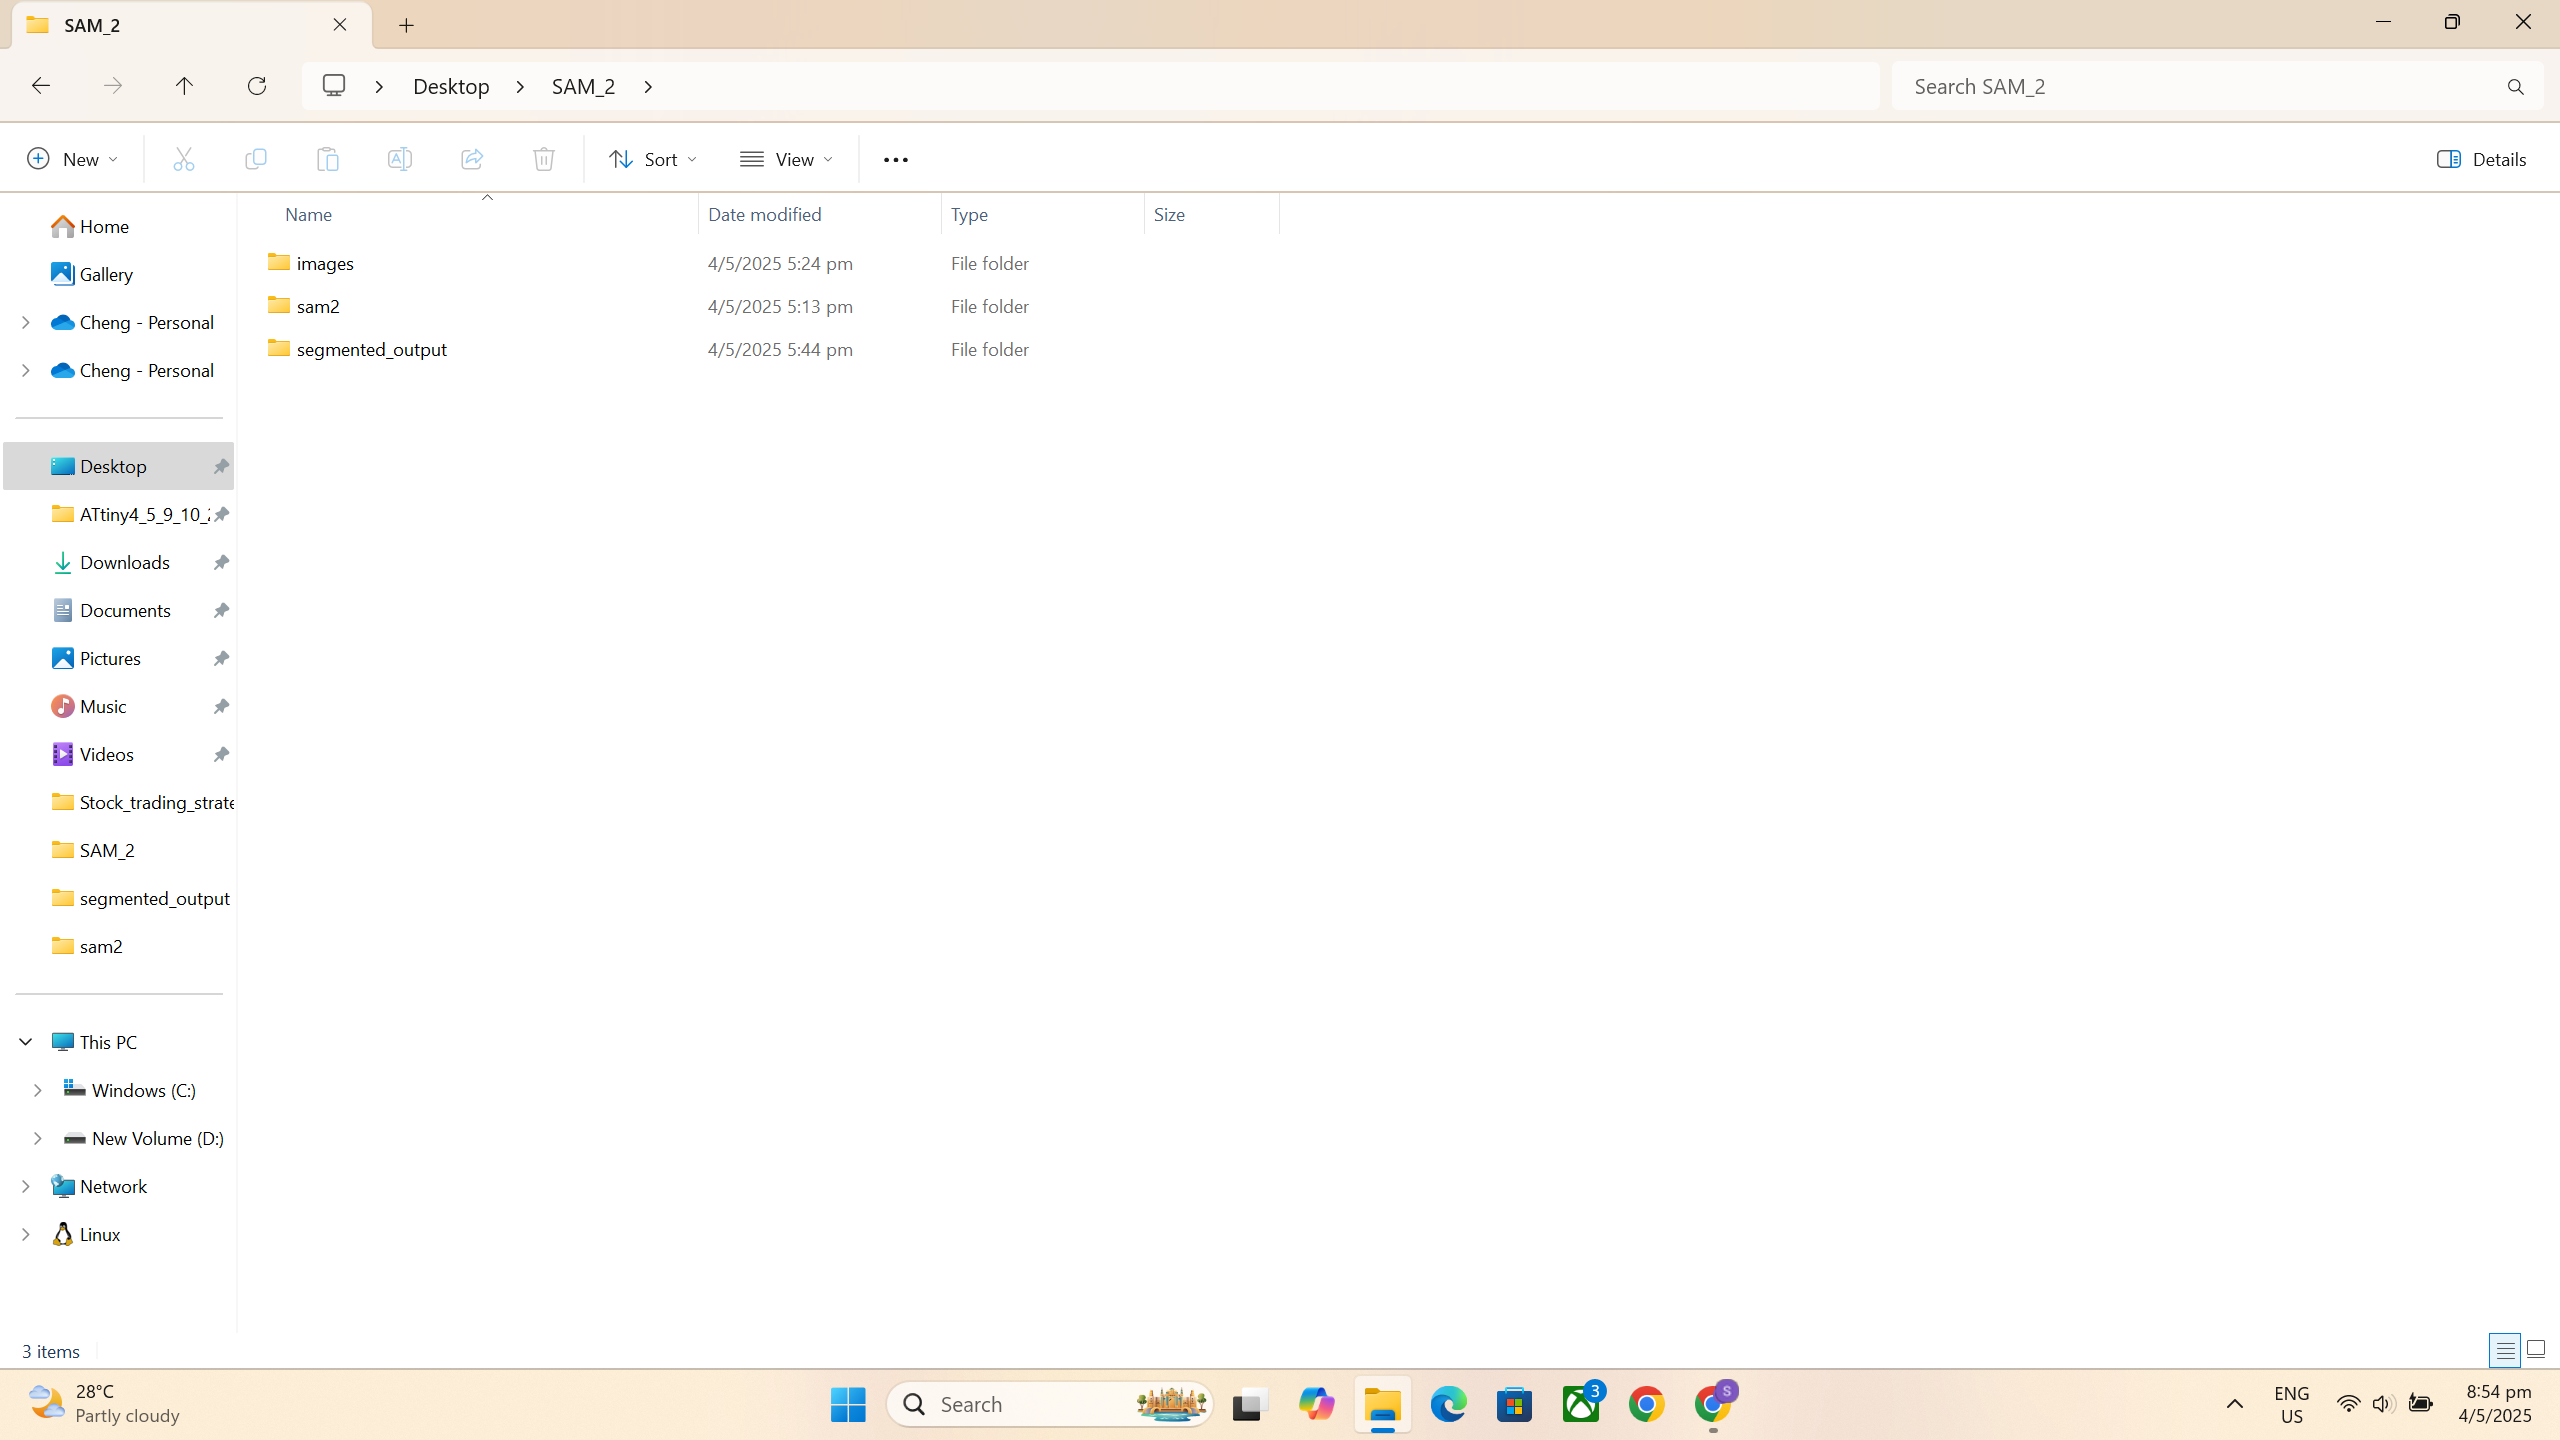 SAM_2
Desktop
SAM_2
Search SAM_2
New
Sort
View
Details
Name
Date modified
Type
Size
images
4/5/2025 5:24 pm
File folder
sam2
4/5/2025 5:13 pm
File folder
segmented_output
4/5/2025 5:44 pm
File folder
Home
Gallery
Cheng - Personal
Cheng - Personal
Desktop
ATtiny4_5_9_10_2
Downloads
Documents
Pictures
Music
Videos
Stock_trading_strate
SAM_2
segmented_output
sam2
This PC
Windows (C:)
New Volume (D:)
Network
Linux
3 items
28°C
Partly cloudy
Search
3
S
ENG
US
8:54 pm
4/5/2025